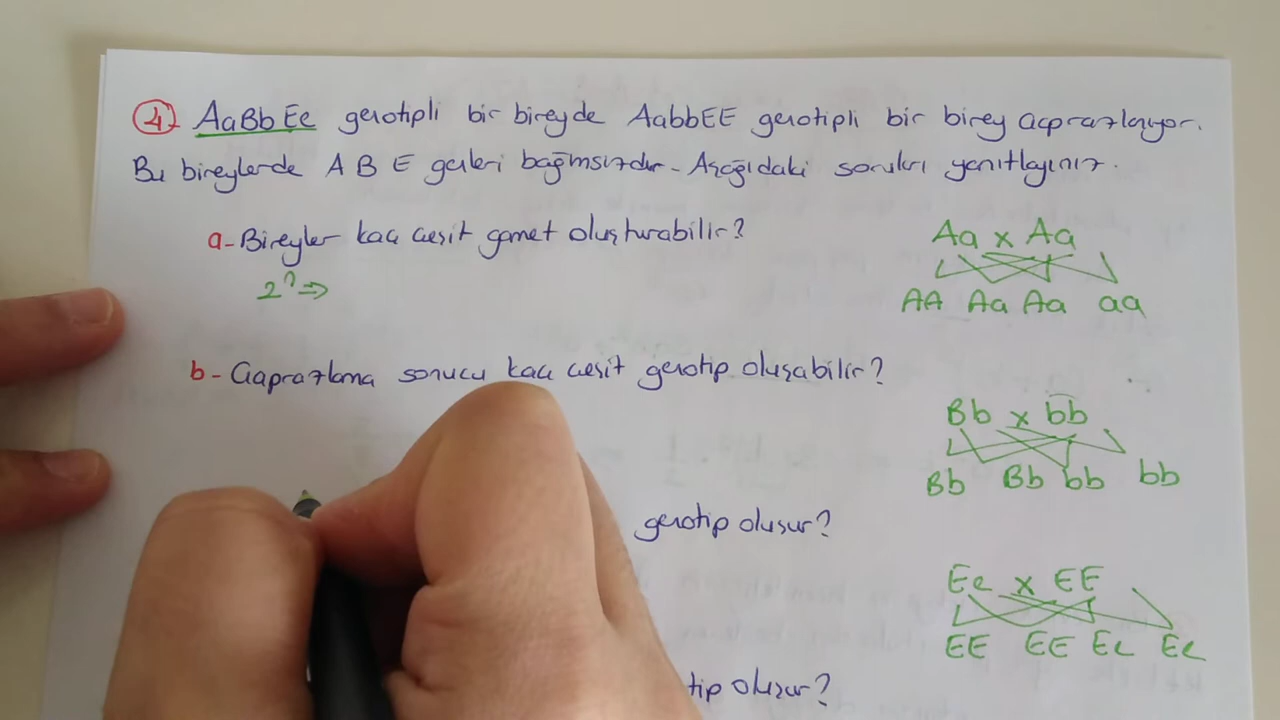 4 AaBbEe genotipli bir bireyde AabbEE genotipli bir birey çaprazlanıyor.
Bu bireylerde A B E genleri bağımsızdır. Aşağıdaki soruları yanıtlayınız.
a- Bireyler kaç çeşit gamet oluşturabilir?
2ⁿ ⇒
b- Çaprazlama sonucu kaç çeşit genotip oluşabilir?
genotip oluşur?
tip oluşur?
Aa x Aa
AA Aa Aa aa
Bb x bb
Bb Bb bb bb
Ee x EE
EE EE Ee Ee